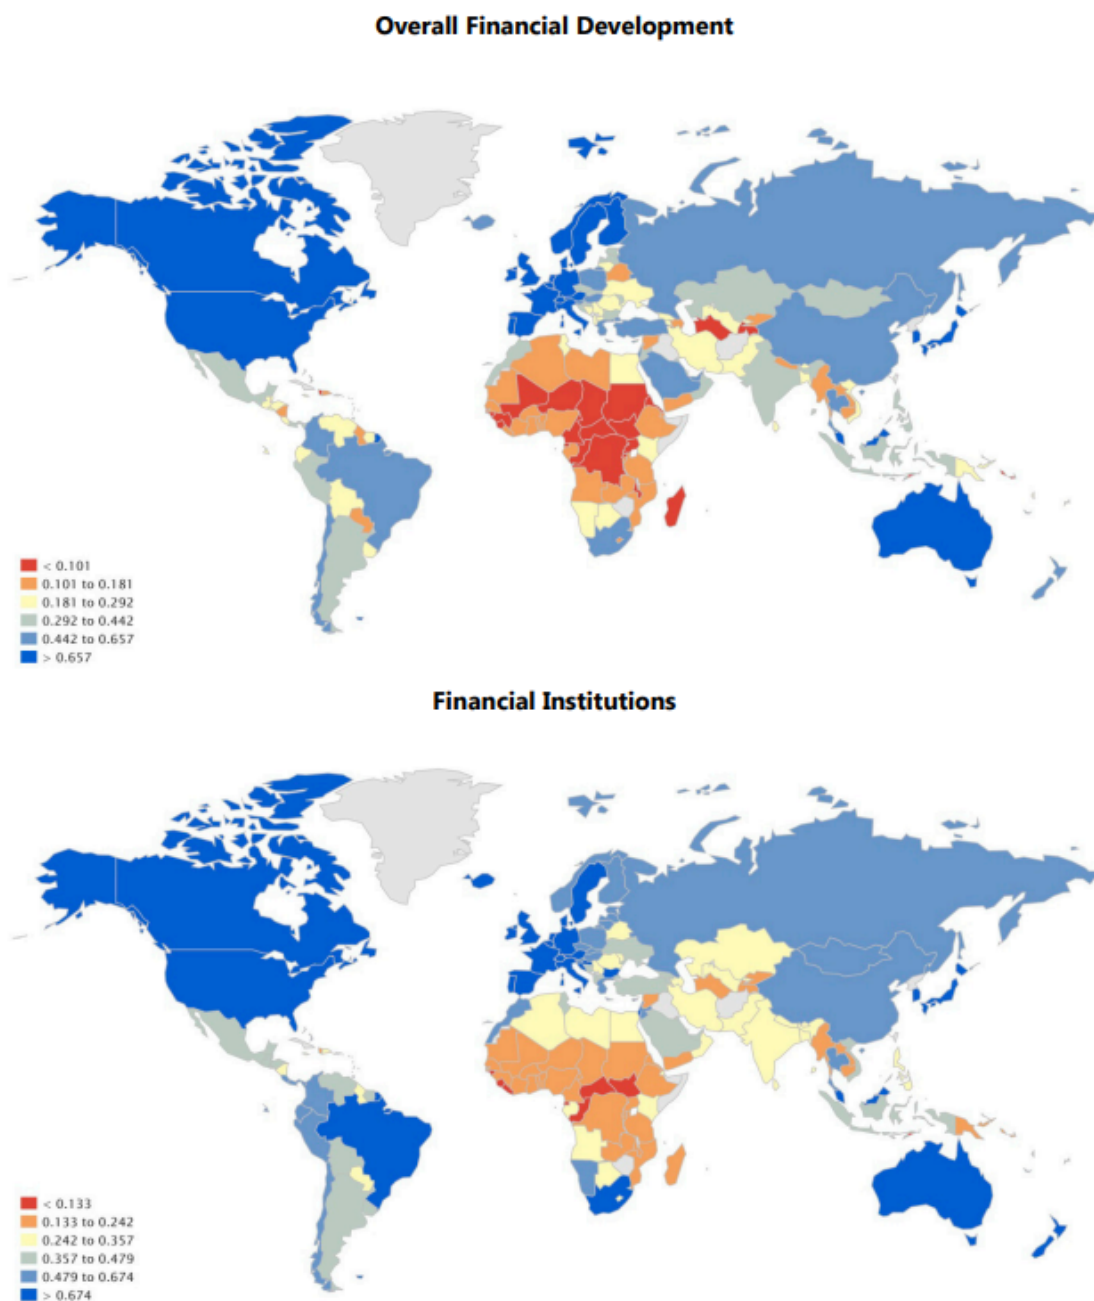 Overall Financial Development
< 0.101
0.101 to 0.181
0.181 to 0.292
0.292 to 0.442
0.442 to 0.657
> 0.657
Financial Institutions
< 0.133
0.133 to 0.242
0.242 to 0.357
0.357 to 0.479
0.479 to 0.674
> 0.674